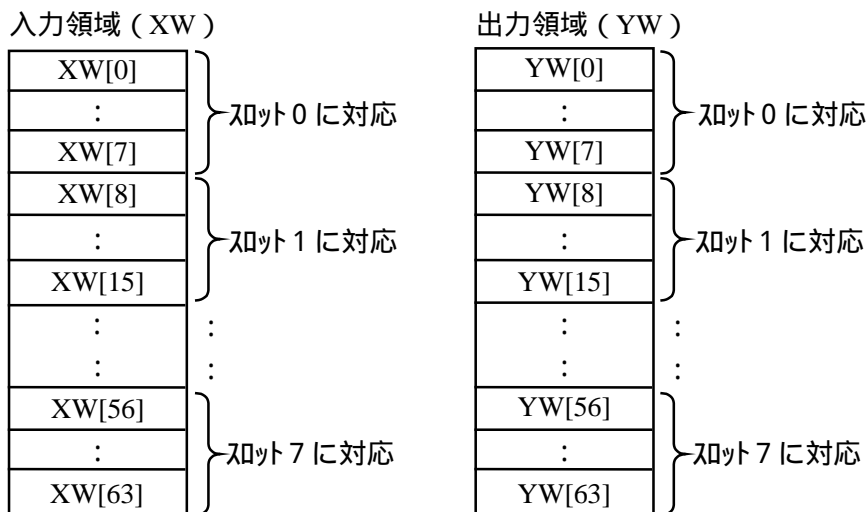 入力領域（XW）
XW[0]
:
XW[7]
スロット0に対応
XW[8]
:
XW[15]
スロット1に対応
:
:
:
:
XW[56]
:
XW[63]
スロット7に対応
出力領域（YW）
YW[0]
:
YW[7]
スロット0に対応
YW[8]
:
YW[15]
スロット1に対応
:
:
:
:
YW[56]
:
YW[63]
スロット7に対応